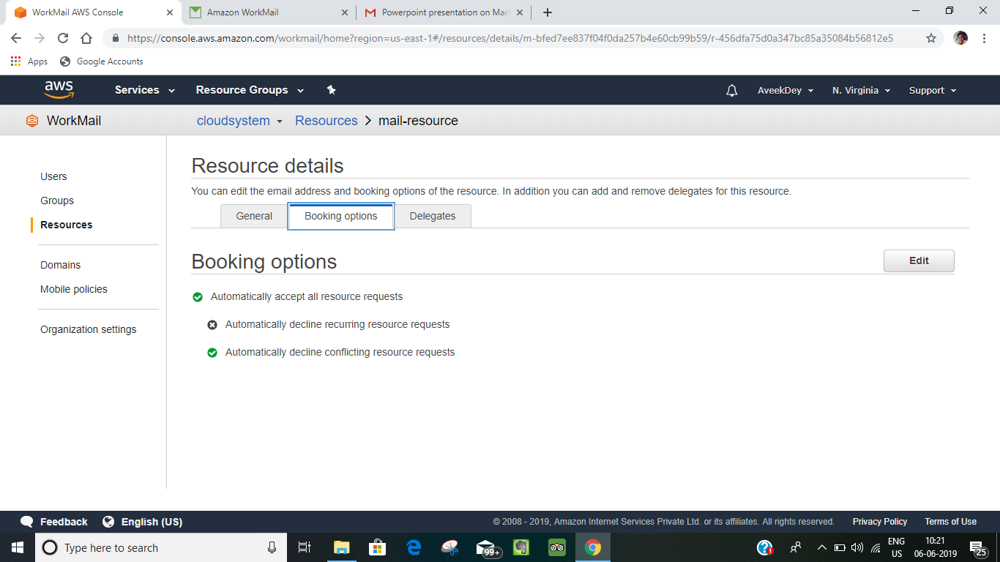 WorkMail AWS Console
Amazon WorkMail
Powerpoint presentation on Mar
https://console.aws.amazon.com/workmail/home?region=us-east-1#/resources/details/m-bfed7ee837f04f0da257b4e60cb99b59/r-456dfa75d0a347bc85a35084b56812e5
Apps Google Accounts
aws Services Resource Groups AveekDey N. Virginia Support
WorkMail cloudsystem Resources > mail-resource
Users
Groups
Resources
Domains
Mobile policies
Organization settings
Resource details
You can edit the email address and booking options of the resource. In addition you can add and remove delegates for this resource.
General Booking options Delegates
Booking options Edit
Automatically accept all resource requests
Automatically decline recurring resource requests
Automatically decline conflicting resource requests
Feedback English (US) © 2008 - 2019, Amazon Internet Services Private Ltd. or its affiliates. All rights reserved. Privacy Policy Terms of Use
Type here to search 99+ ENG US 10:21 06-06-2019 25